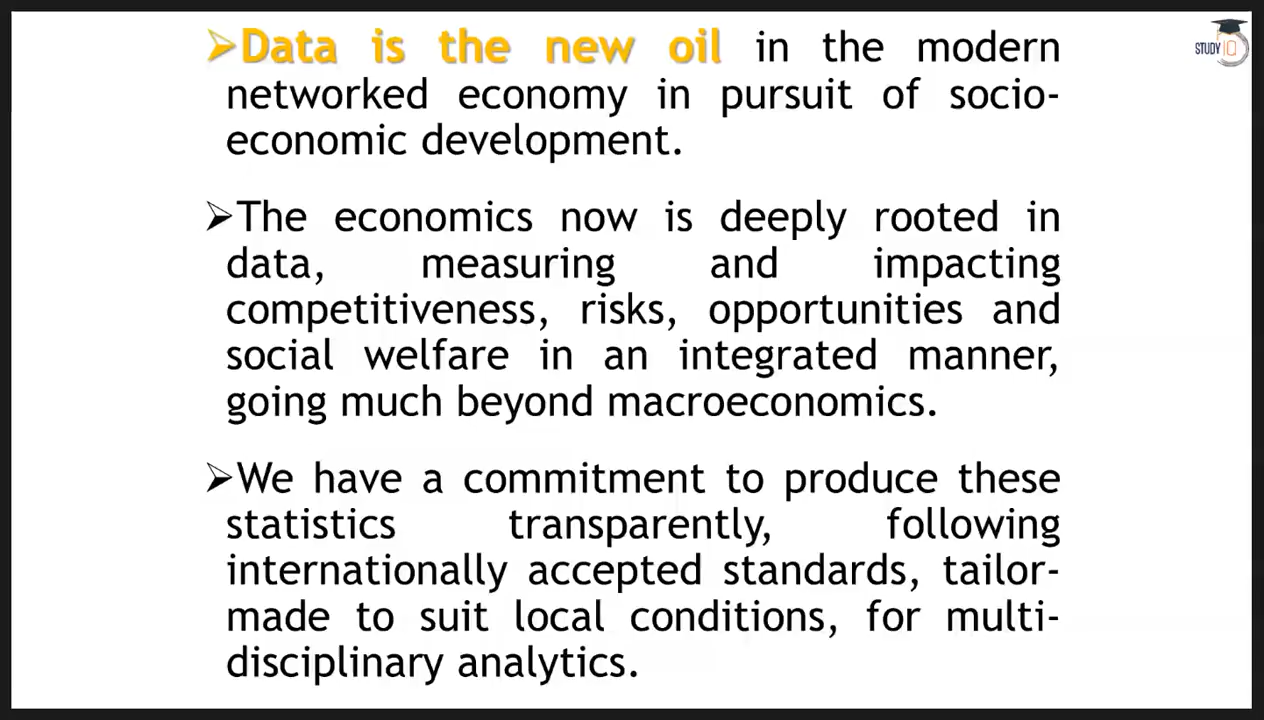 ➢Data is the new oil in the modern
networked economy in pursuit of socio-
economic development.
➢The economics now is deeply rooted in
data, measuring and impacting
competitiveness, risks, opportunities and
social welfare in an integrated manner,
going much beyond macroeconomics.
➢We have a commitment to produce these
statistics transparently, following
internationally accepted standards, tailor-
made to suit local conditions, for multi-
disciplinary analytics.
STUDY IQ